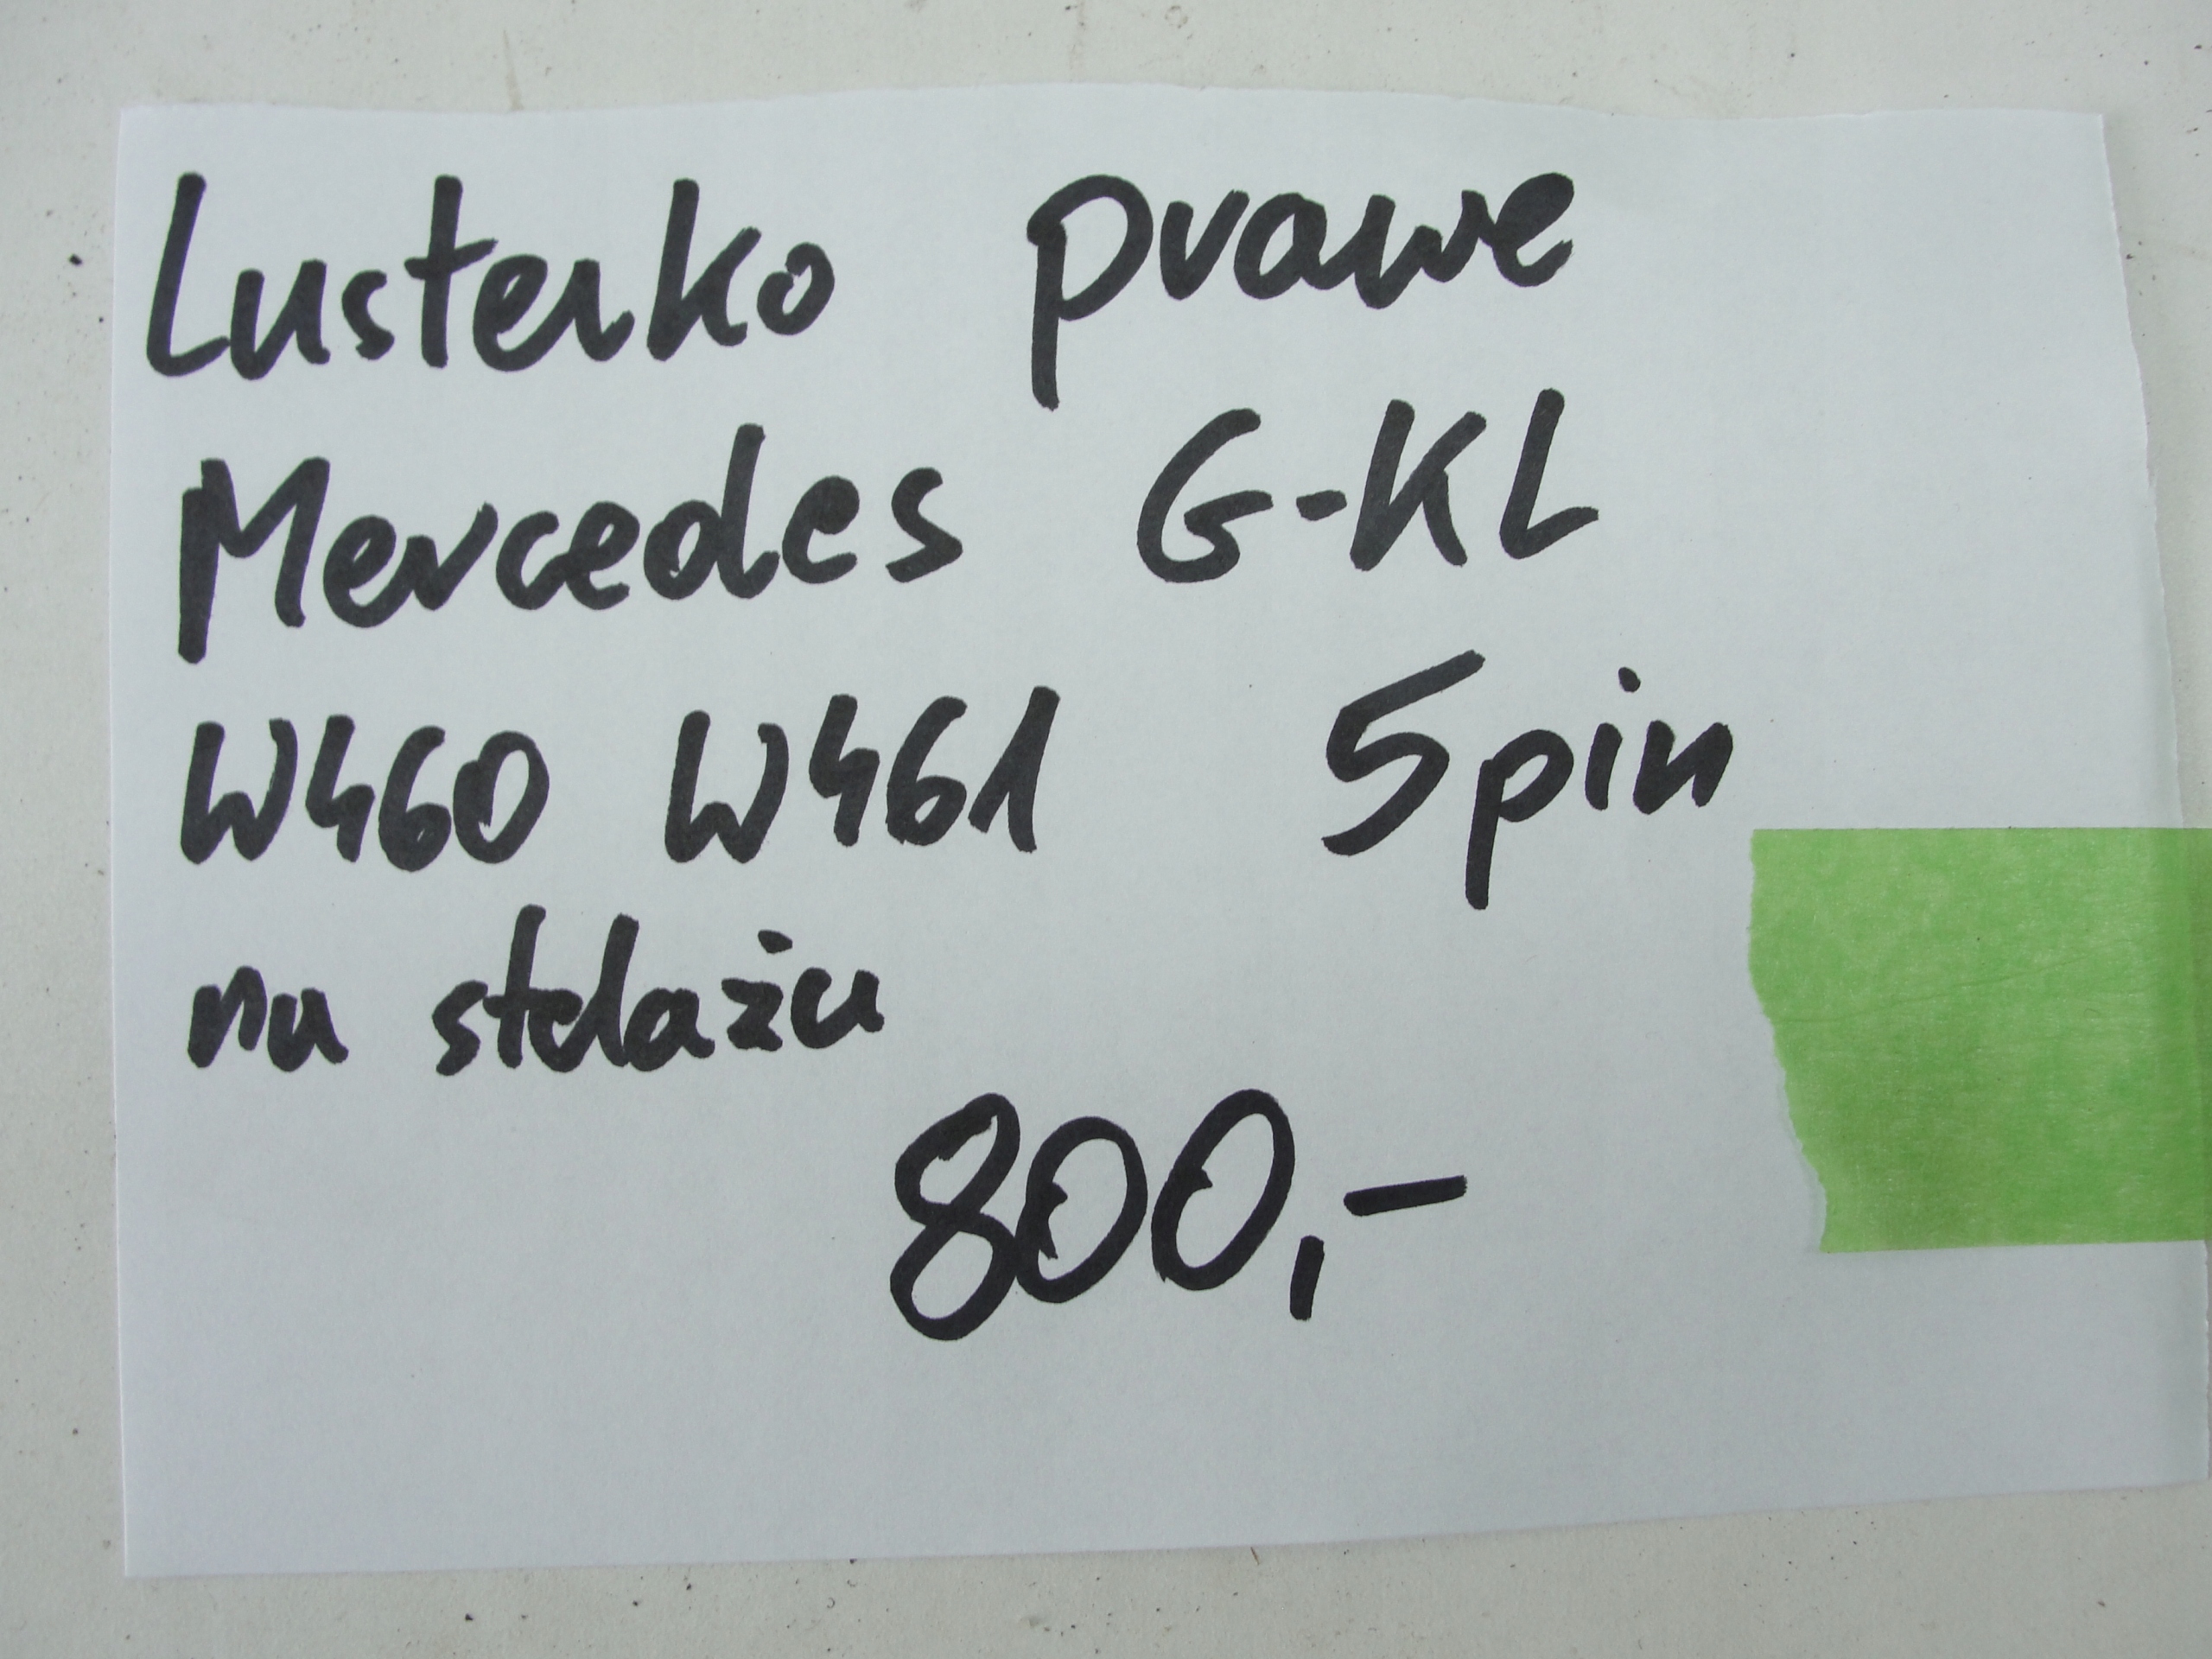 Lusterko prawe
Mercedes G-KL
W460 W461 5pin
na stelażu
800,-